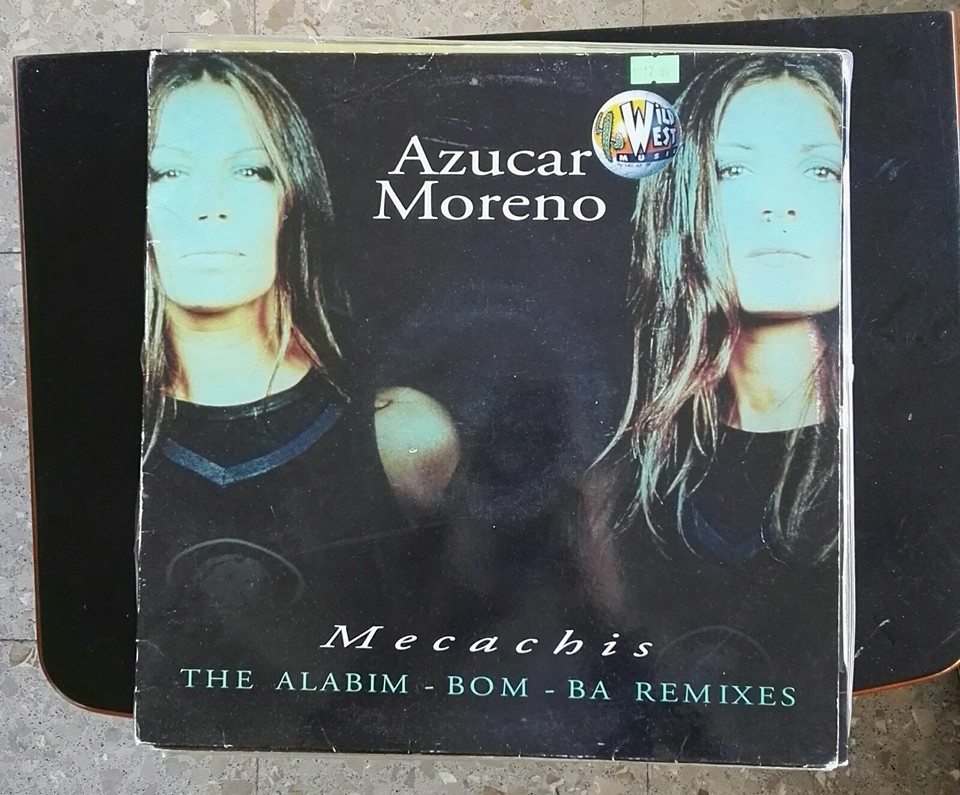 WILD
WEST
MUSIC
Azucar
Moreno
Mecachis
THE ALABIM - BOM - BA REMIXES